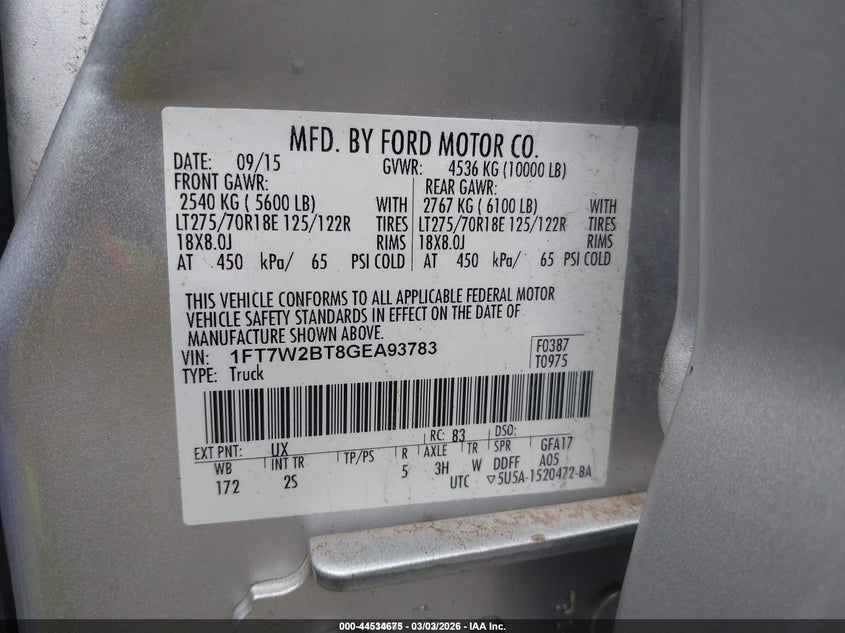 MFD. BY FORD MOTOR CO.
DATE: 09/15 GVWR: 4536 KG (10000 LB)
FRONT GAWR: REAR GAWR:
2540 KG ( 5600 LB) WITH 2767 KG ( 6100 LB) WITH
LT275/70R18E 125/122R TIRES LT275/70R18E 125/122R TIRES
18X8.0J RIMS 18X8.0J RIMS
AT 450 kPa/ 65 PSI COLD AT 450 kPa/ 65 PSI COLD
THIS VEHICLE CONFORMS TO ALL APPLICABLE FEDERAL MOTOR
VEHICLE SAFETY STANDARDS IN EFFECT ON THE DATE OF
MANUFACTURE SHOWN ABOVE.
VIN: 1FT7W2BT8GEA93783 F0387
TYPE: Truck T0975
EXT PNT: UX RC: 83 DSO:
WB INT TR TP/PS R AXLE TR SPR GFA17
172 2S 5 3H W DDFF A05
UTC ▽5U5A-1520472-BA
000-44534675 - 03/03/2026 - IAA Inc.